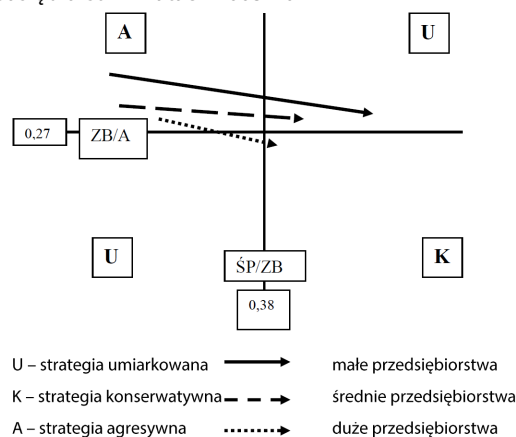 A
U
0,27
ZB/A
U
K
ŚP/ZB
0,38
U – strategia umiarkowana
małe przedsiębiorstwa
K – strategia konserwatywna
średnie przedsiębiorstwa
A – strategia agresywna
duże przedsiębiorstwa